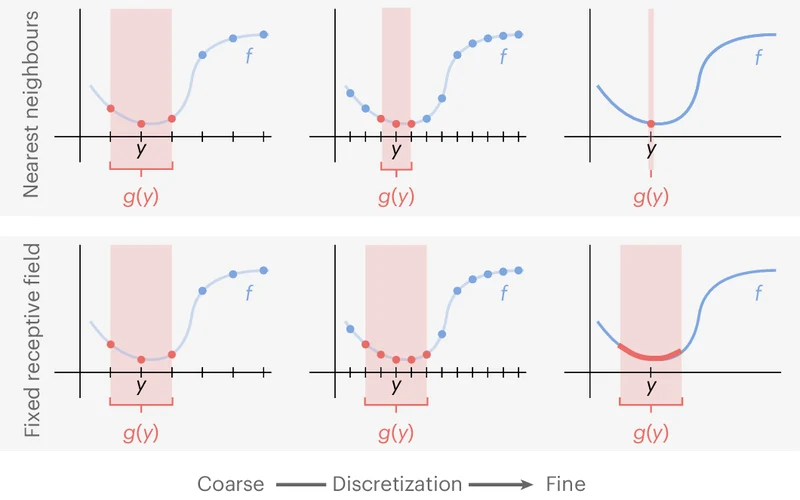 Nearest neighbours
f
y
g(y)
f
y
g(y)
f
y
g(y)
Fixed receptive field
f
y
g(y)
f
y
g(y)
f
y
g(y)
Coarse Discretization Fine